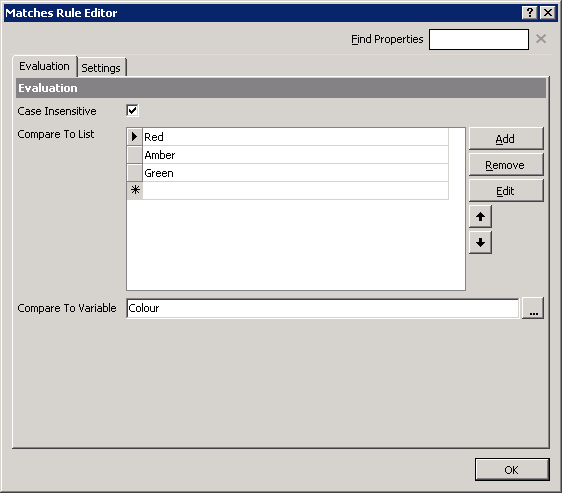 Matches Rule Editor
Find Properties
Evaluation Settings
Evaluation
Case Insensitive
Compare To List
Red
Amber
Green
Add
Remove
Edit
Compare To Variable Colour ...
OK